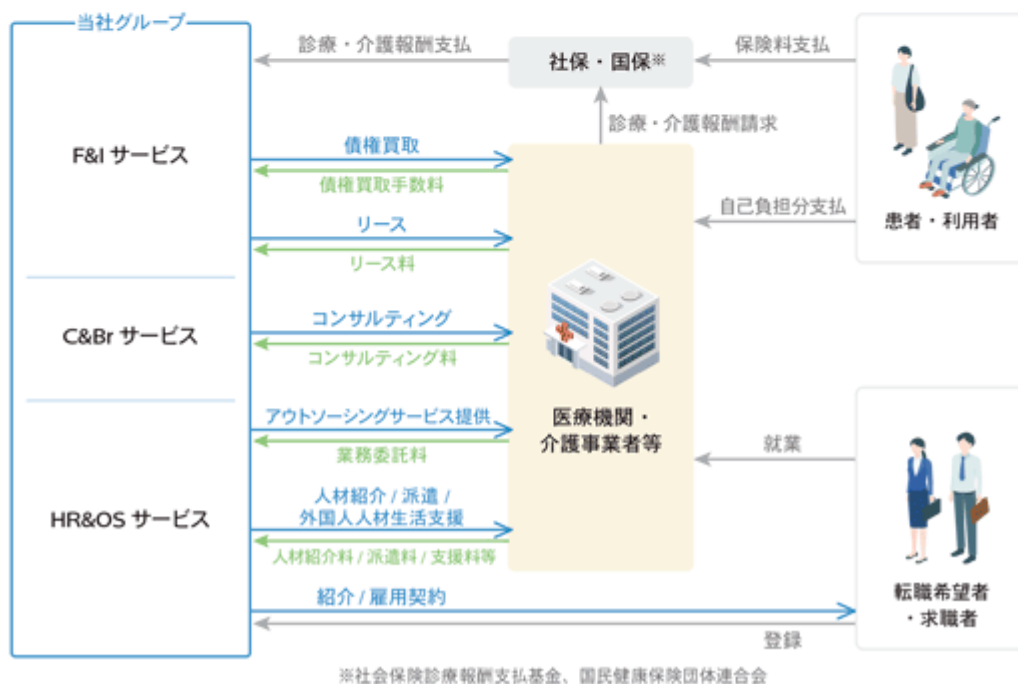 当社グループ
診療・介護報酬支払
社保・国保※
保険料支払
診療・介護報酬請求
F&I サービス
債権買取
債権買取手数料
自己負担分支払
患者・利用者
リース
リース料
C&Br サービス
コンサルティング
コンサルティング料
医療機関・
介護事業者等
アウトソーシングサービス提供
業務委託料
就業
HR&OS サービス
人材紹介 / 派遣 /
外国人人材生活支援
人材紹介料 / 派遣料 / 支援料等
紹介 / 雇用契約
転職希望者
・求職者
登録
※社会保険診療報酬支払基金、国民健康保険団体連合会